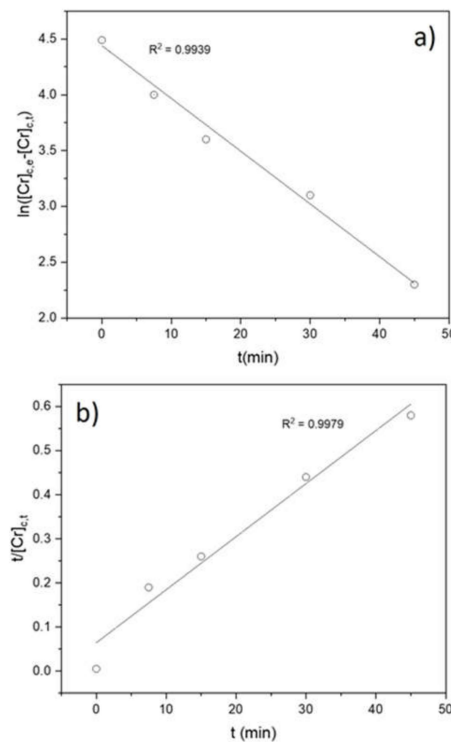 a)
R² = 0.9939
4.5
4.0
3.5
3.0
2.5
2.0
ln([Cr]c,e-[Cr]c,t)
0 10 20 30 40 50
t(min)
b)
R² = 0.9979
0.6
0.5
0.4
0.3
0.2
0.1
0.0
t/[Cr]c,t
0 10 20 30 40 50
t (min)